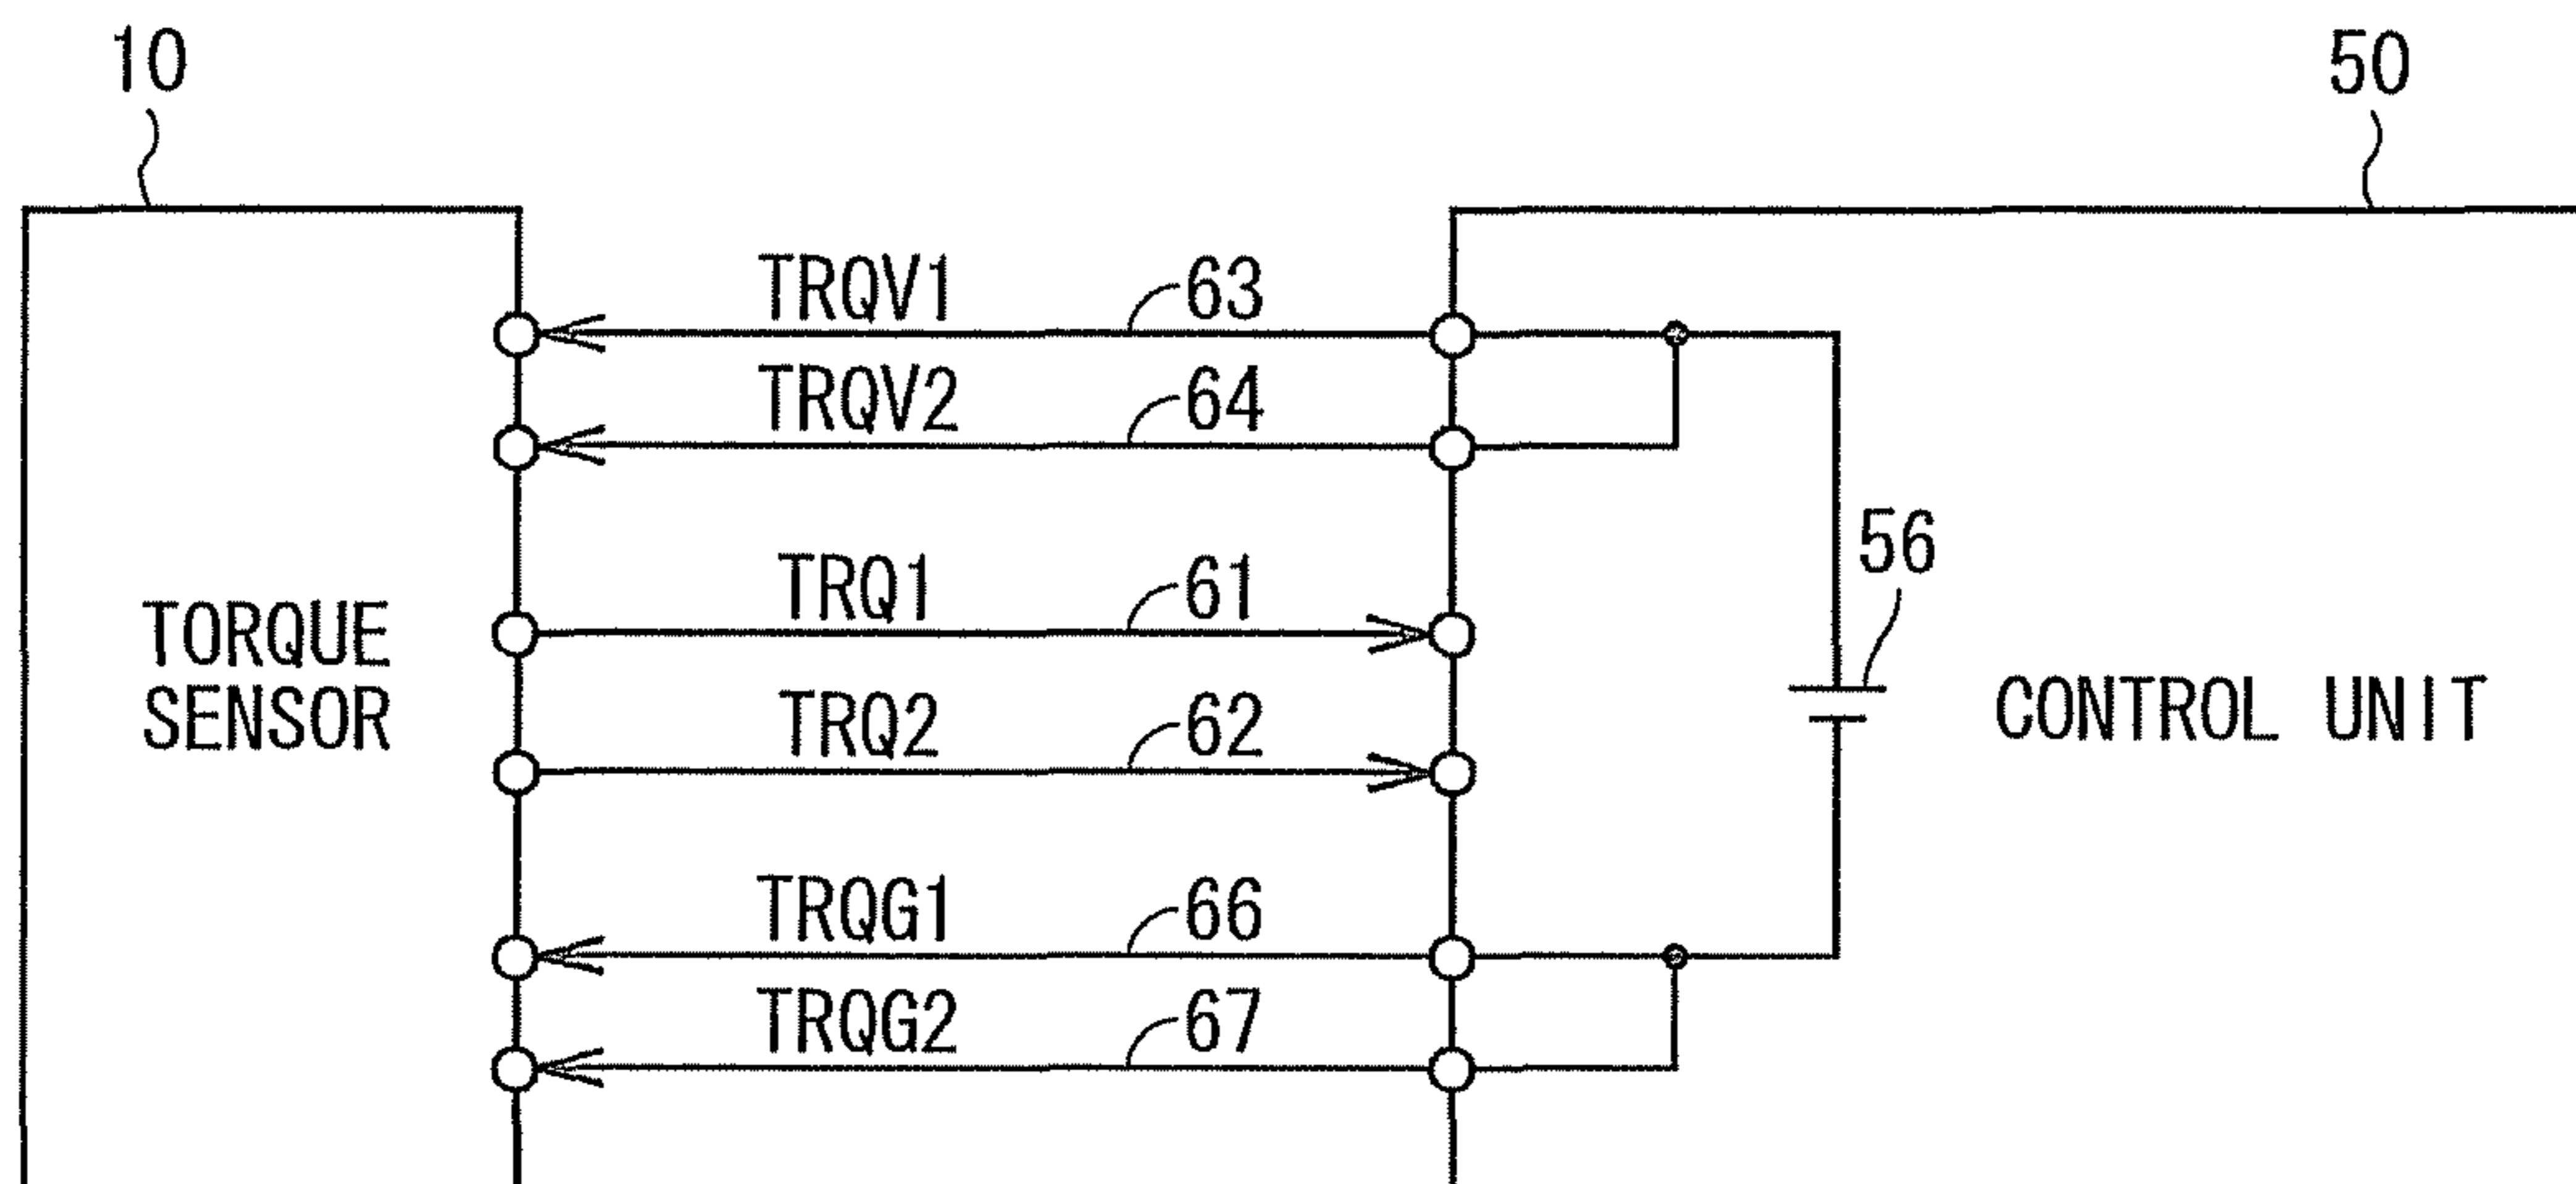 10
50
TRQV1
63
TRQV2
64
56
TRQ1
61
TORQUE
SENSOR
CONTROL UNIT
TRQ2
62
TRQG1
66
TRQG2
67